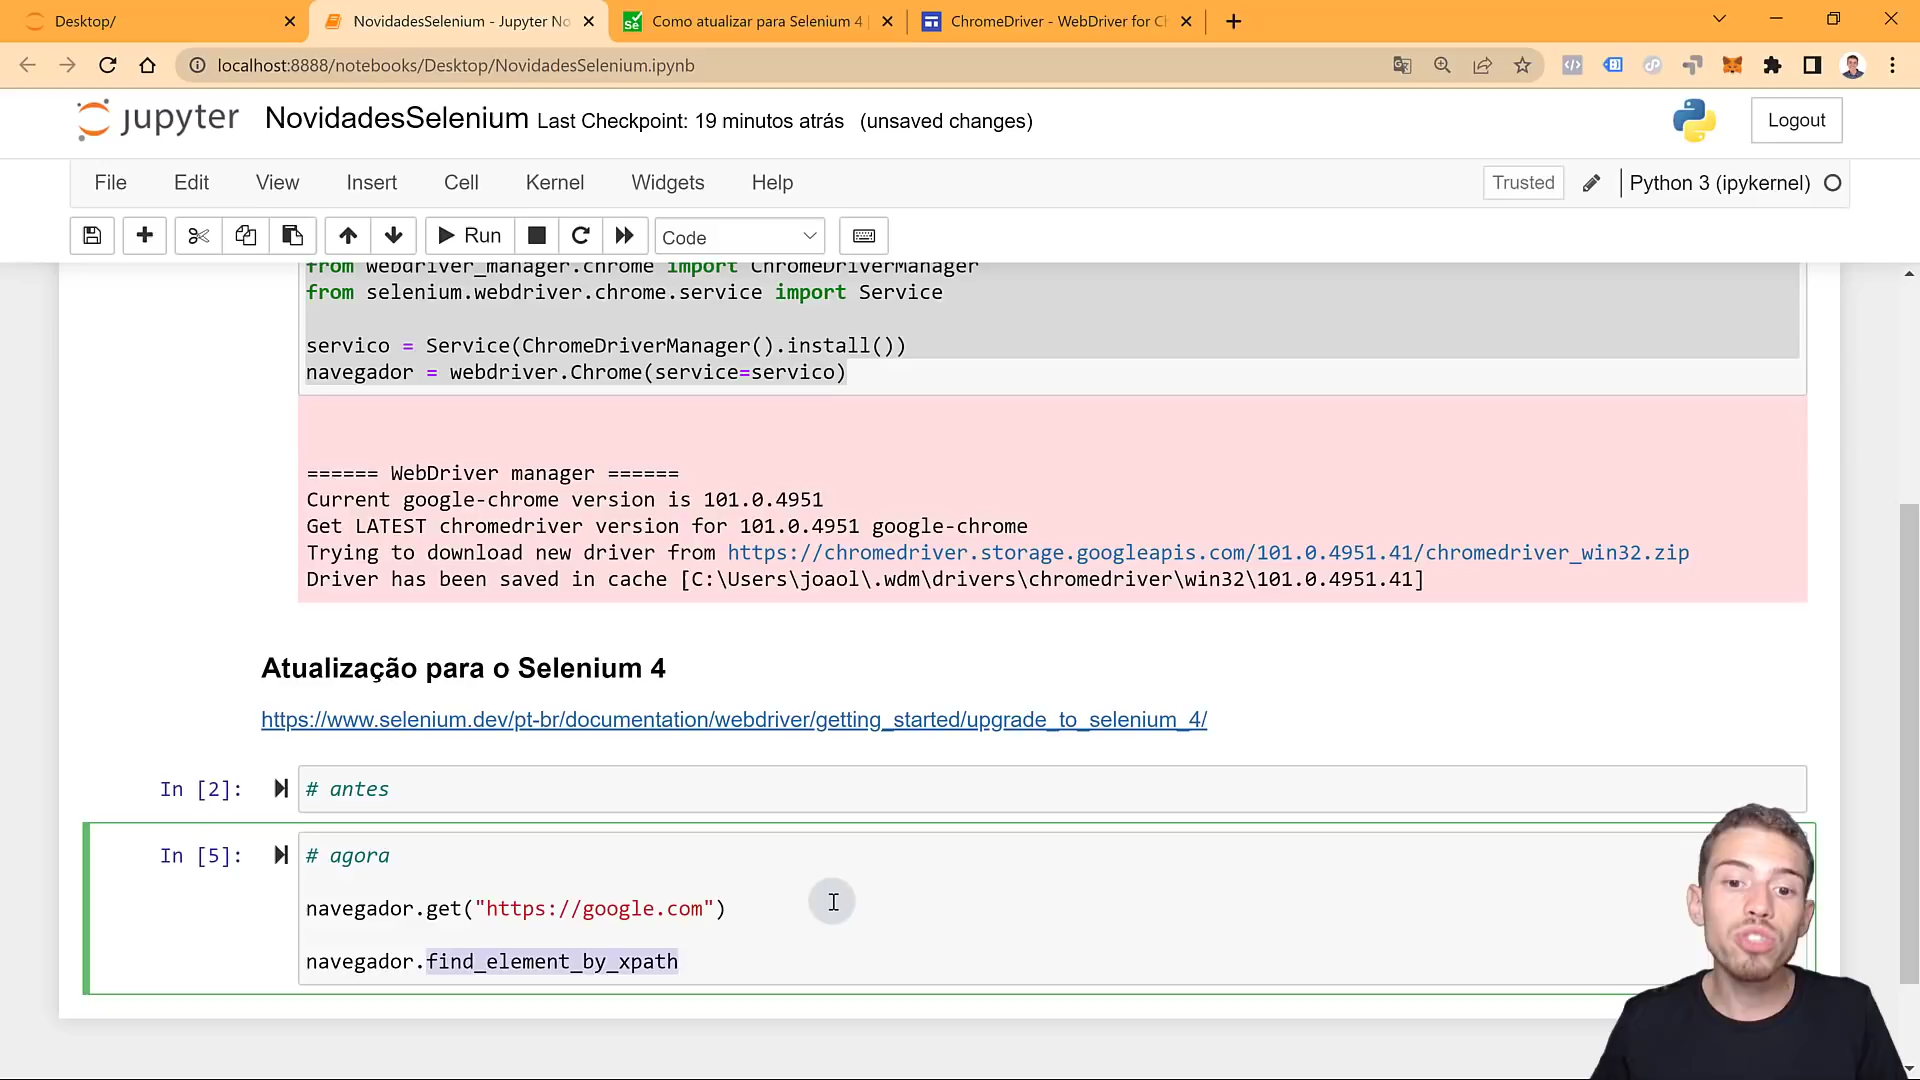 Desktop/
NovidadesSelenium - Jupyter No
Como atualizar para Selenium 4
ChromeDriver - WebDriver for Ch
localhost:8888/notebooks/Desktop/NovidadesSelenium.ipynb
jupyter NovidadesSelenium Last Checkpoint: 19 minutos atrás (unsaved changes)
Logout
File Edit View Insert Cell Kernel Widgets Help
Trusted
Python 3 (ipykernel)
Run
Code
from webdriver_manager.chrome import ChromeDriverManager
from selenium.webdriver.chrome.service import Service
servico = Service(ChromeDriverManager().install())
navegador = webdriver.Chrome(service=servico)
====== WebDriver manager ======
Current google-chrome version is 101.0.4951
Get LATEST chromedriver version for 101.0.4951 google-chrome
Trying to download new driver from https://chromedriver.storage.googleapis.com/101.0.4951.41/chromedriver_win32.zip
Driver has been saved in cache [C:\Users\joaol\.wdm\drivers\chromedriver\win32\101.0.4951.41]
Atualização para o Selenium 4
https://www.selenium.dev/pt-br/documentation/webdriver/getting_started/upgrade_to_selenium_4/
In [2]: # antes
In [5]: # agora
navegador.get("https://google.com")
navegador.find_element_by_xpath